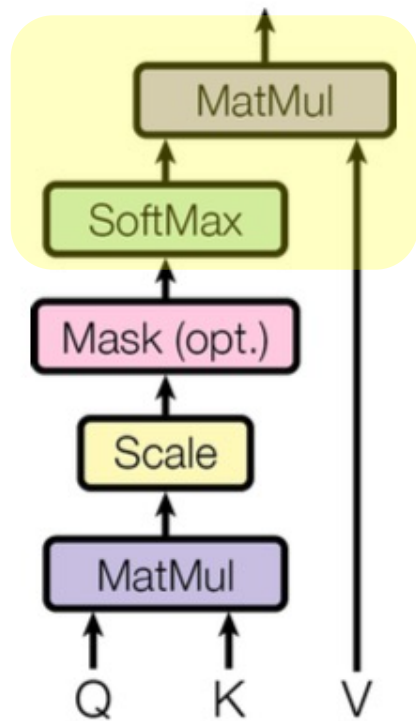 MatMul
SoftMax
Mask (opt.)
Scale
MatMul
Q K V